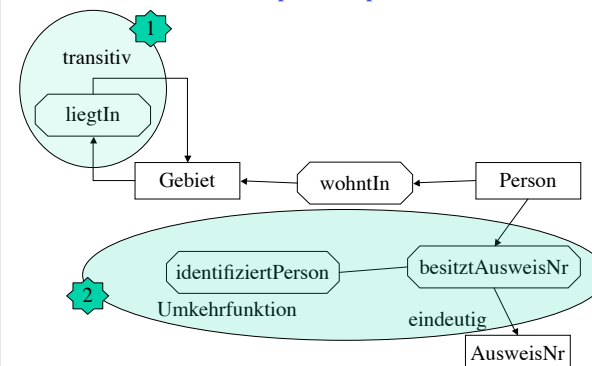 1
transitiv
liegtIn
Gebiet
wohntIn
Person
identifiziertPerson
besitztAusweisNr
2
Umkehrfunktion
eindeutig
AusweisNr